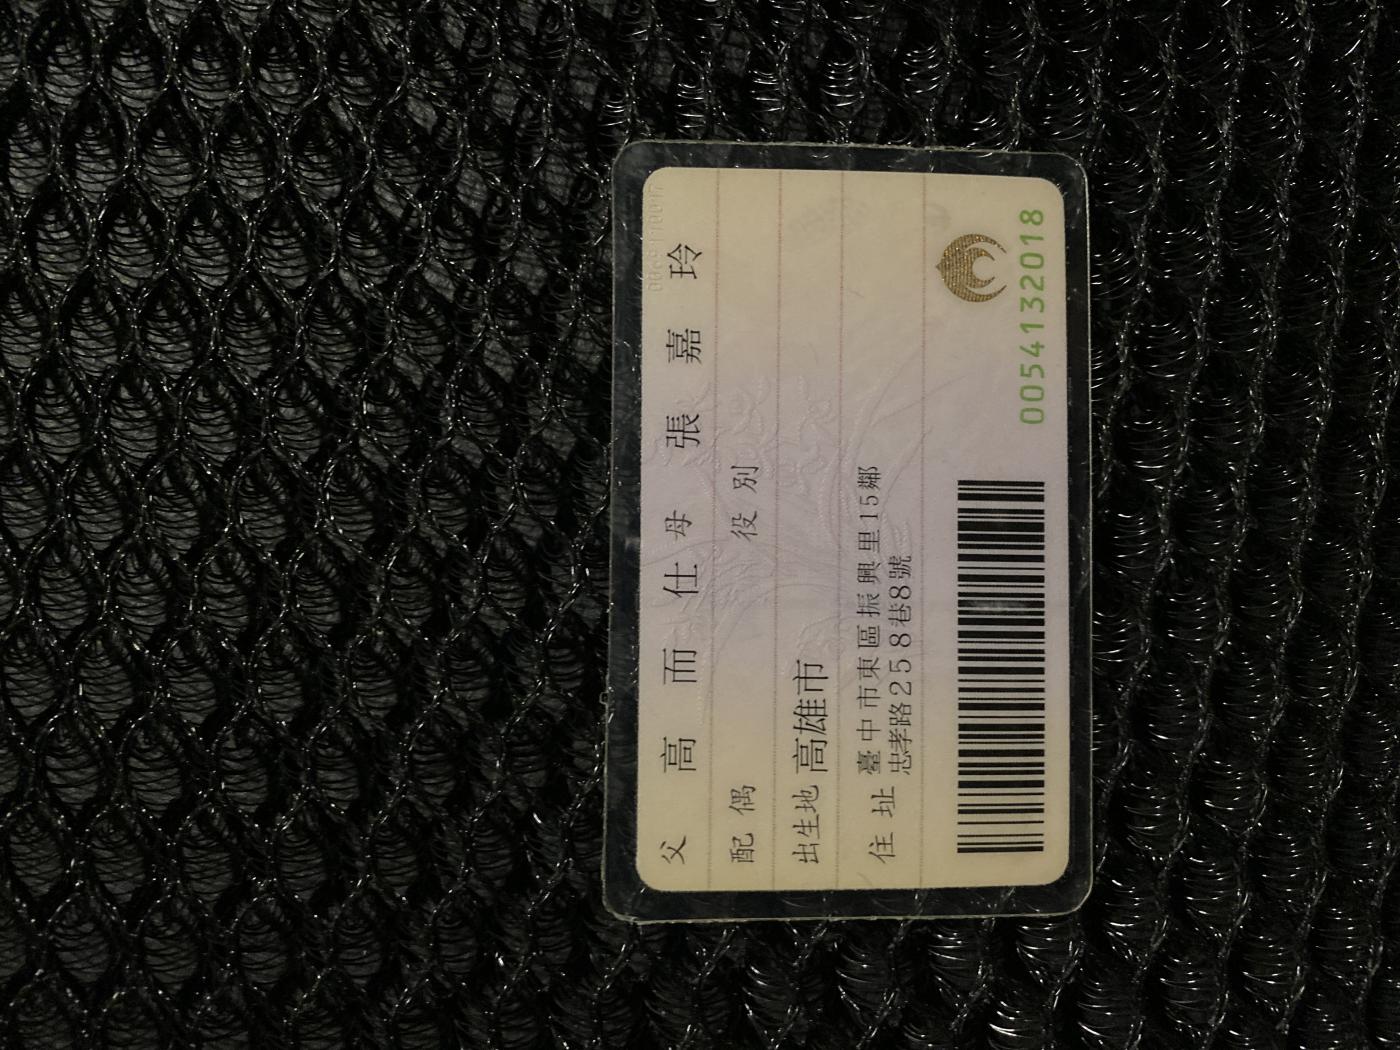 父 高而仕 母 張嘉玲
配偶 役別
出生地 高雄市
住址 臺中市東區振興里15鄰
忠孝路258巷8號
00554132018